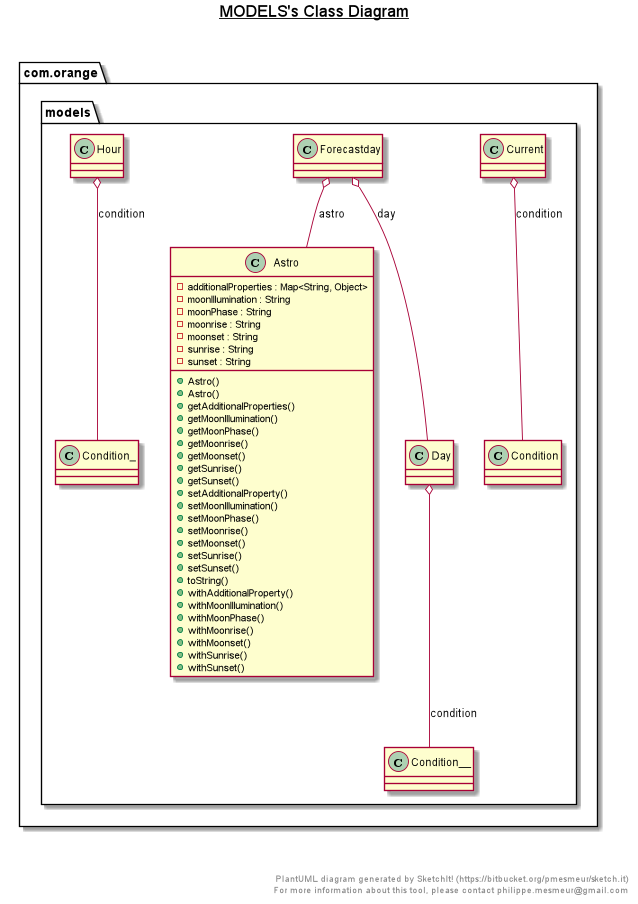 MODELS's Class Diagram
com.orange
models
C Hour
C Forecastday
C Current
condition
astro
day
condition
C Astro
additionalProperties : Map<String, Object>
moonIllumination : String
moonPhase : String
moonrise : String
moonset : String
sunrise : String
sunset : String
Astro()
Astro()
getAdditionalProperties()
getMoonIllumination()
getMoonPhase()
getMoonrise()
getMoonset()
getSunrise()
getSunset()
setAdditionalProperty()
setMoonIllumination()
setMoonPhase()
setMoonrise()
setMoonset()
setSunrise()
setSunset()
toString()
withAdditionalProperty()
withMoonIllumination()
withMoonPhase()
withMoonrise()
withMoonset()
withSunrise()
withSunset()
C Condition_
C Day
C Condition
condition
C Condition__
PlantUML diagram generated by SketchIt! (https://bitbucket.org/pmesmeur/sketch.it)
For more information about this tool, please contact philippe.mesmeur@gmail.com